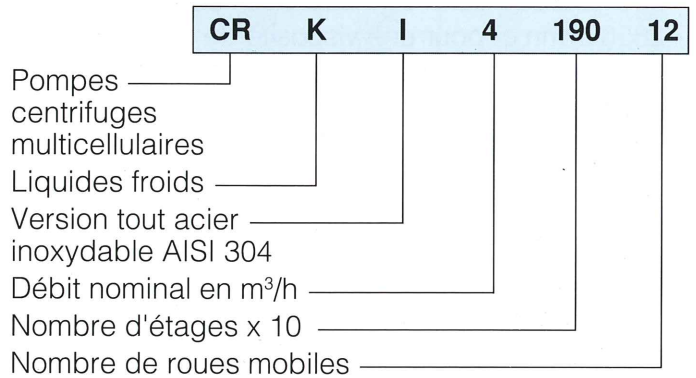 CR K I 4 190 12
Pompes
centrifuges
multicellulaires
Liquides froids
Version tout acier
inoxydable AISI 304
Débit nominal en m³/h
Nombre d'étages x 10
Nombre de roues mobiles